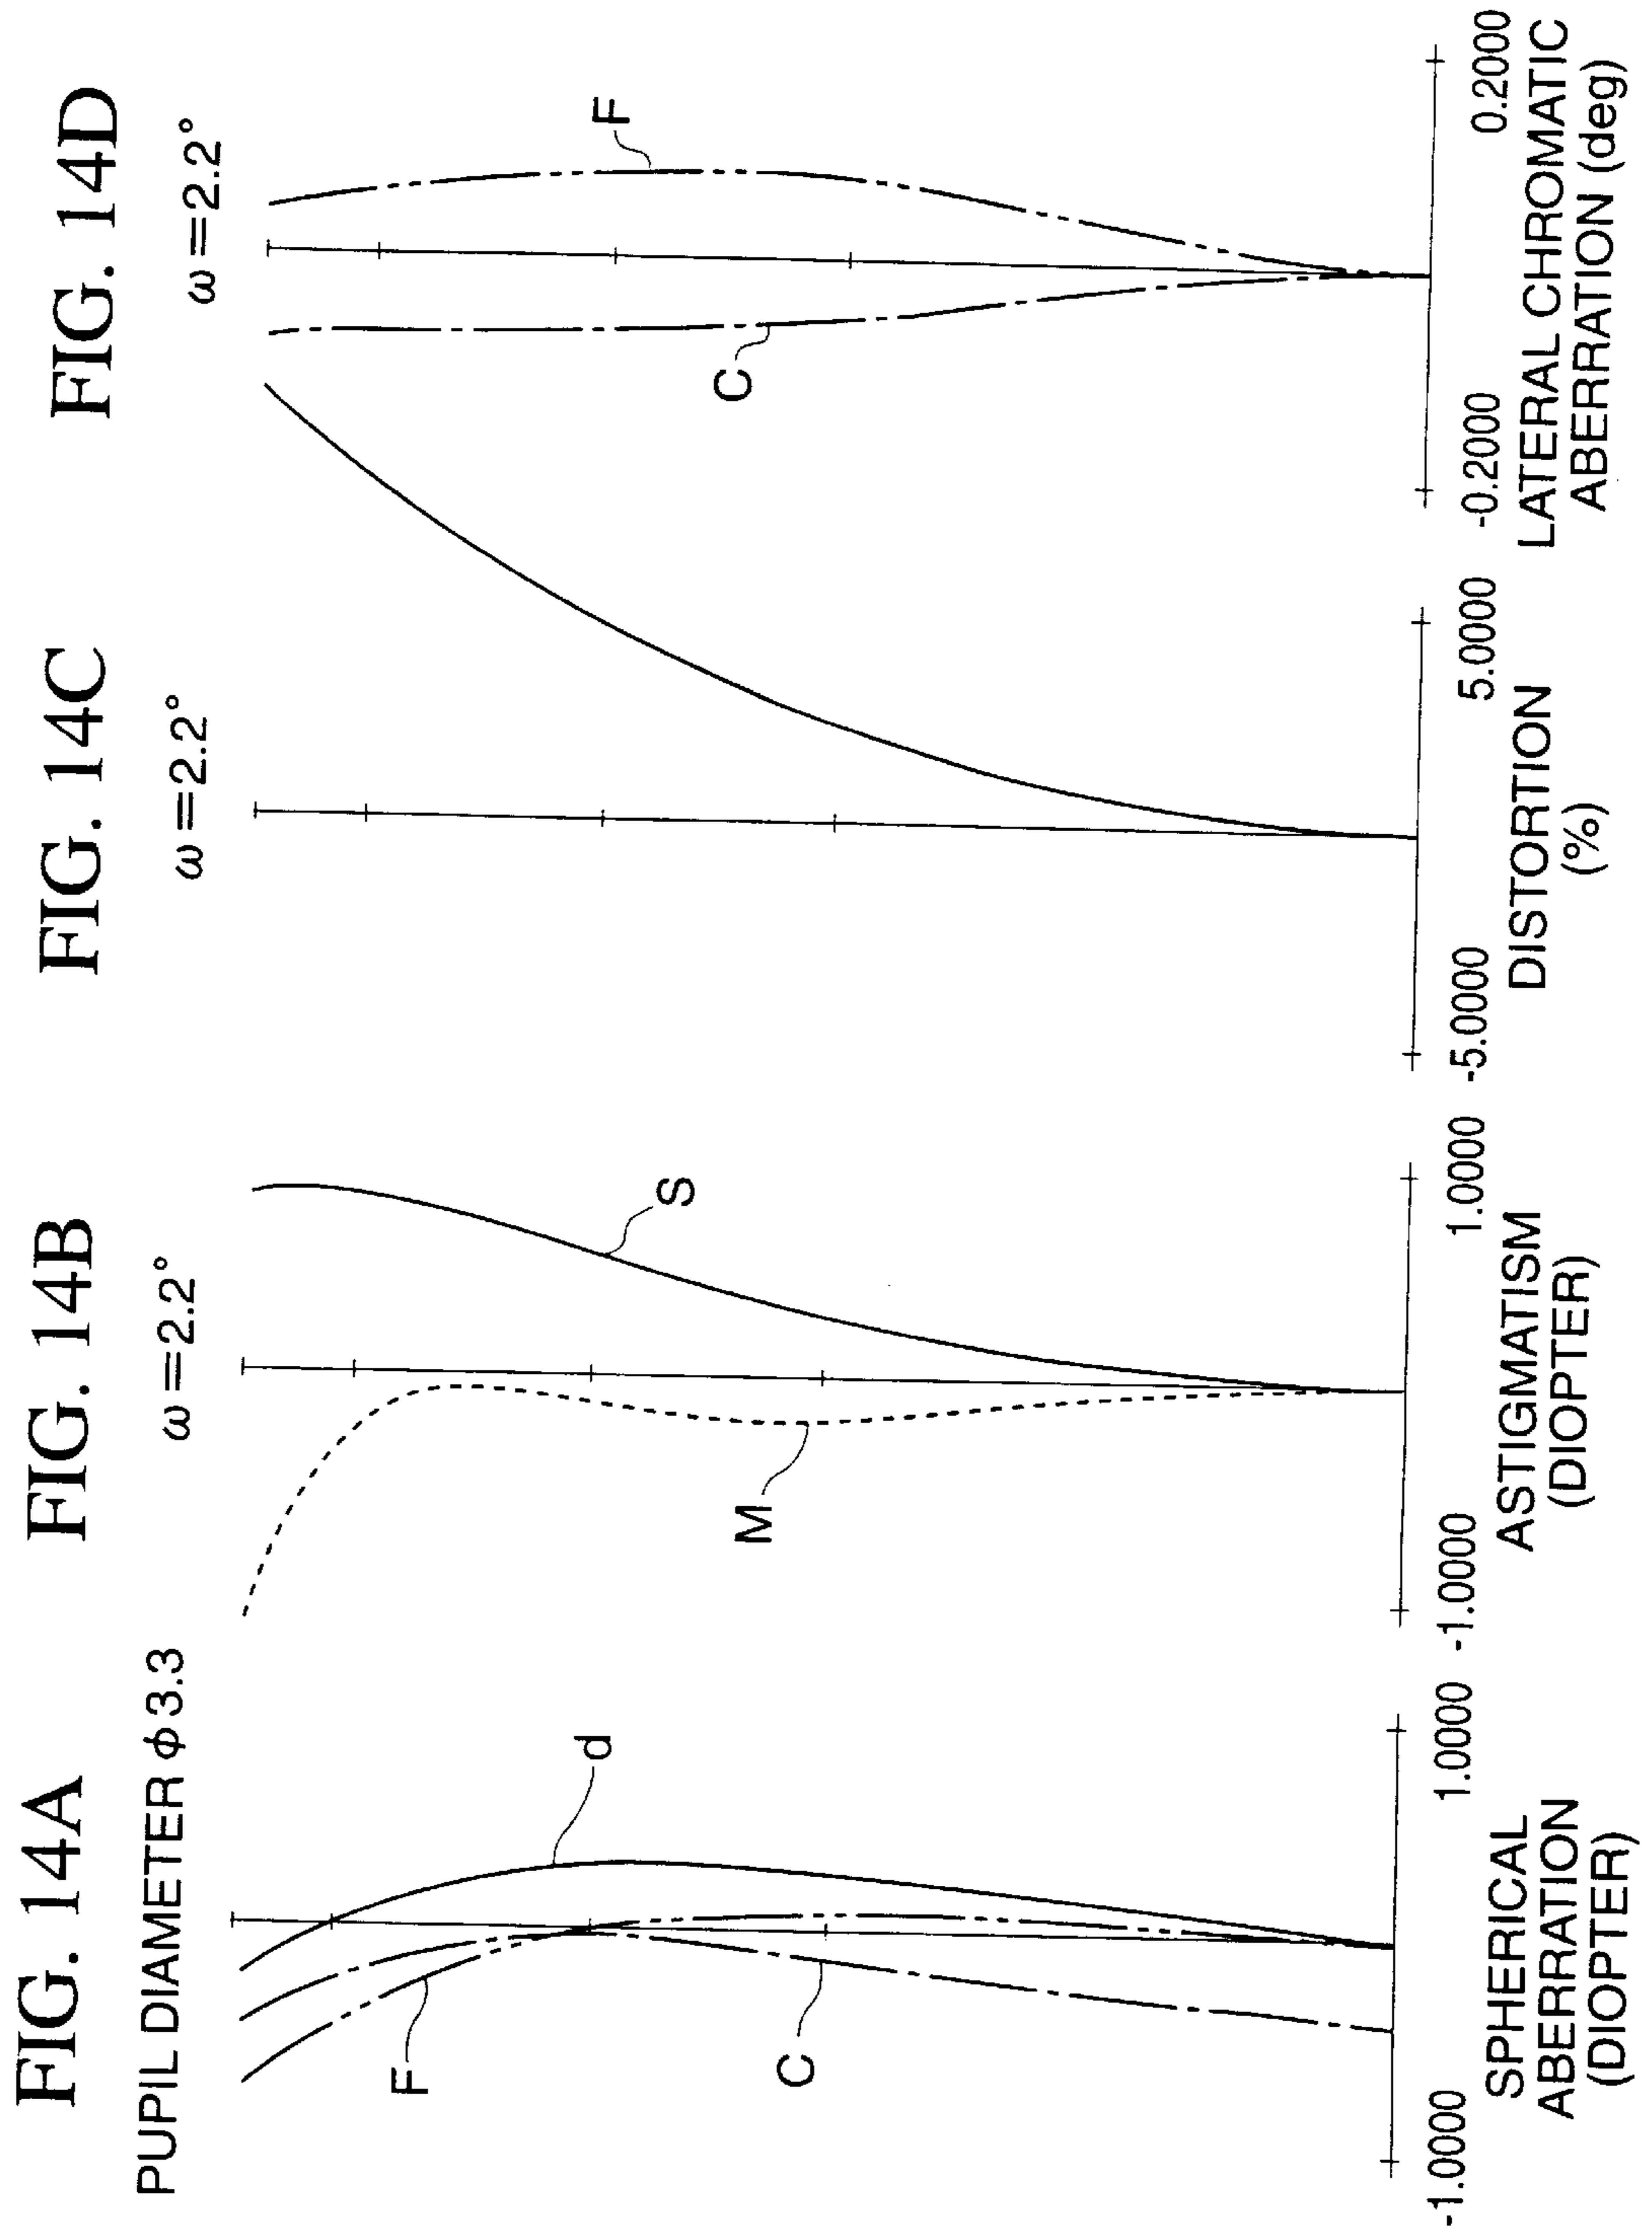 FIG. 14A
PUPIL DIAMETER φ3.3
d
F
C
-1.0000
1.0000
SPHERICAL
ABERRATION
(DIOPTER)
FIG. 14B
ω=2.2°
S
M
-1.0000
1.0000
ASTIGMATISM
(DIOPTER)
FIG. 14C
ω=2.2°
-5.0000
5.0000
DISTORTION
(%)
FIG. 14D
ω=2.2°
F
C
-0.2000
0.2000
LATERAL CHROMATIC
ABERRATION (deg)